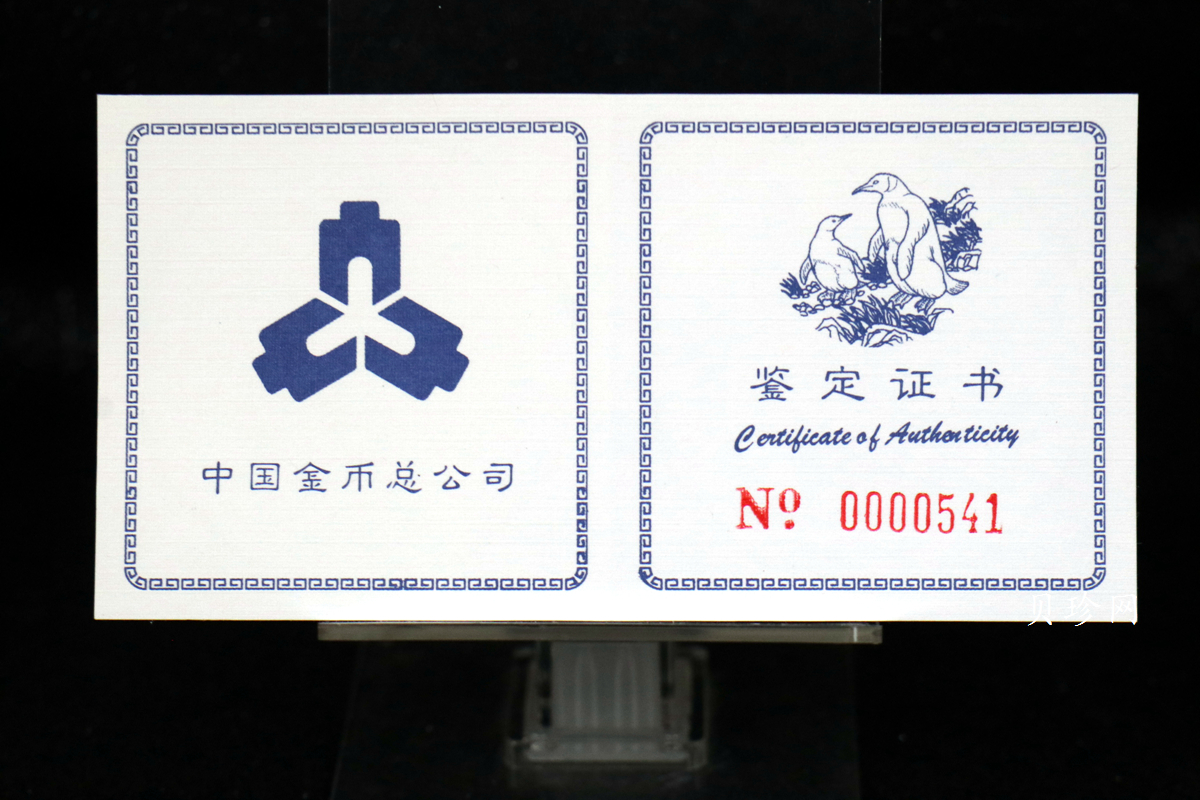 中国金币总公司
鉴定证书
Certificate of Authenticity
Nº 0000541
贝珍网